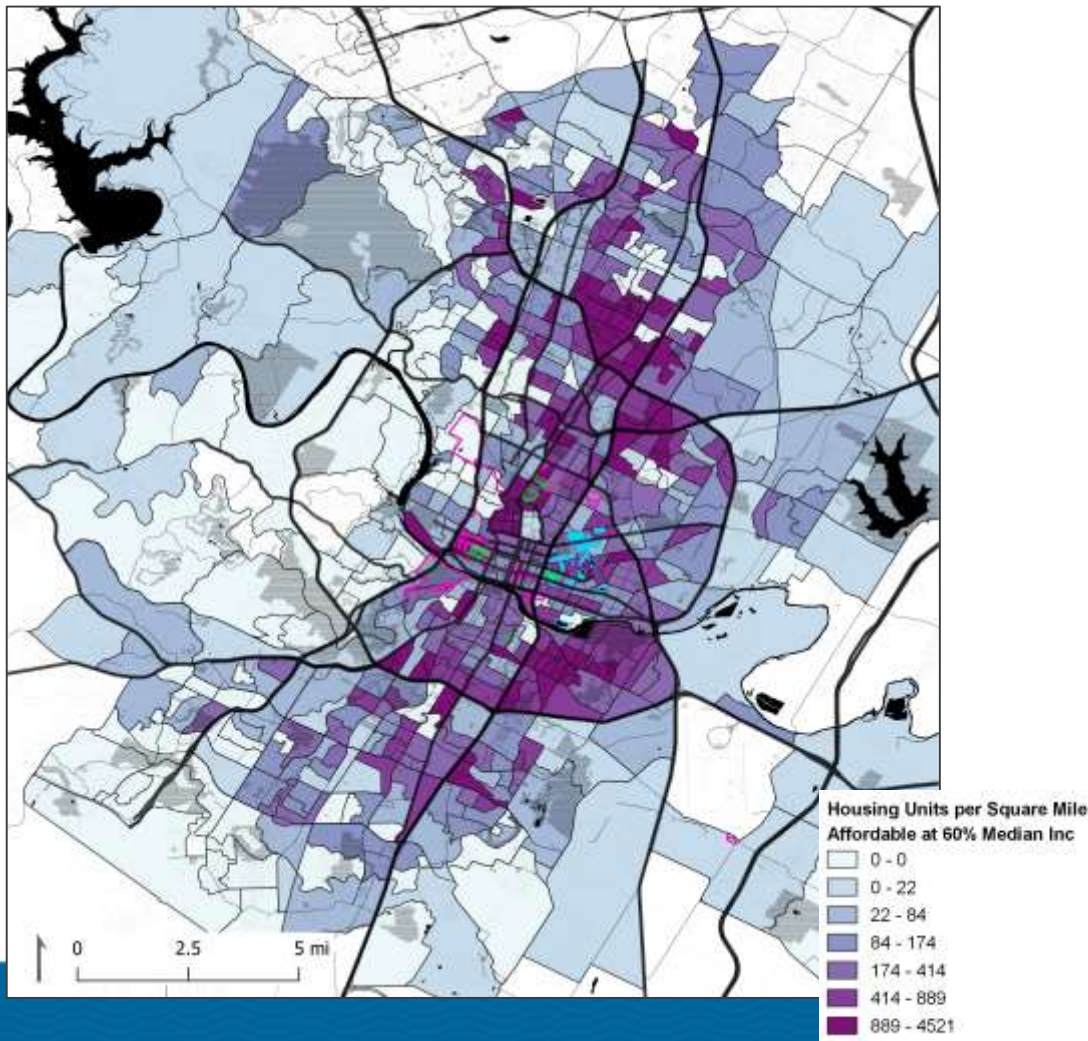 0 2.5 5 mi
Housing Units per Square Mile
Affordable at 60% Median Inc
0 - 0
0 - 22
22 - 84
84 - 174
174 - 414
414 - 889
889 - 4521